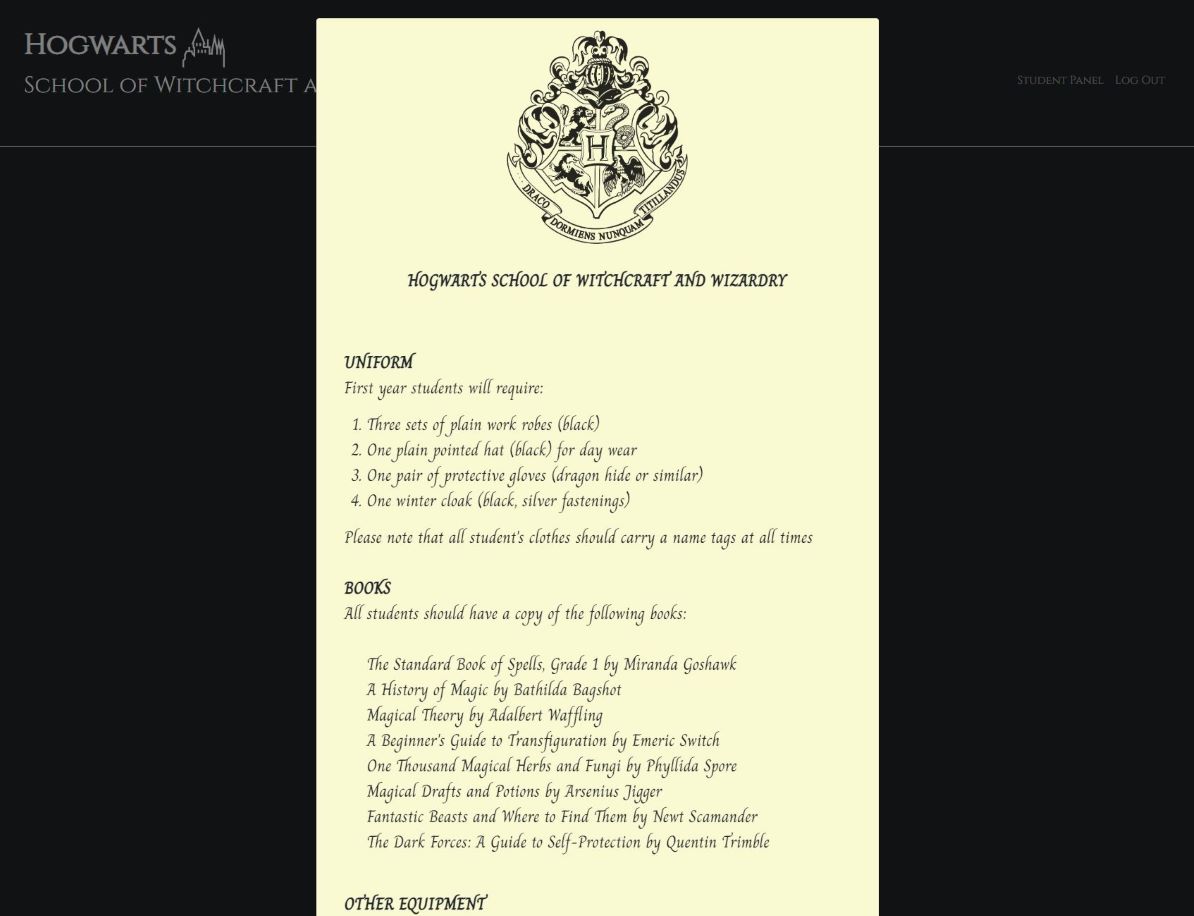 Hogwarts
School of Witchcraft a
Student Panel Log Out
H
DRACO DORMIENS NUNQUAM TITILLANDUS
HOGWARTS SCHOOL OF WITCHCRAFT AND WIZARDRY
UNIFORM
First year students will require:
1. Three sets of plain work robes (black)
2. One plain pointed hat (black) for day wear
3. One pair of protective gloves (dragon hide or similar)
4. One winter cloak (black, silver fastenings)
Please note that all student's clothes should carry a name tags at all times
BOOKS
All students should have a copy of the following books:
The Standard Book of Spells, Grade 1 by Miranda Goshawk
A History of Magic by Bathilda Bagshot
Magical Theory by Adalbert Waffling
A Beginner's Guide to Transfiguration by Emeric Switch
One Thousand Magical Herbs and Fungi by Phyllida Spore
Magical Drafts and Potions by Arsenius Jigger
Fantastic Beasts and Where to Find Them by Newt Scamander
The Dark Forces: A Guide to Self-Protection by Quentin Trimble
OTHER EQUIPMENT